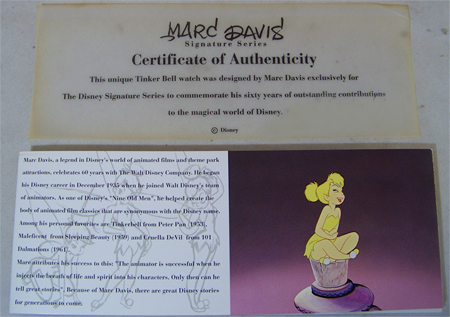 MARC DAVIS
Signature Series
Certificate of Authenticity
This unique Tinker Bell watch was designed by Marc Davis exclusively for
The Disney Signature Series to commemorate his sixty years of outstanding contributions
to the magical world of Disney.
© Disney
Marc Davis, a legend in Disney's world of animated films and theme park
attractions, celebrates 60 years with The Walt Disney Company. He began
his Disney career in December 1935 when he joined Walt Disney's team
of animators. As one of Disney's "Nine Old Men", he helped create the
body of animated film classics that are synonymous with the Disney name.
Among his personal favorites are Tinkerbell from Peter Pan (1953),
Maleficent from Sleeping Beauty (1959) and Cruella DeVil from 101
Dalmations (1961).
Marc attributes his success to this: "The animator is successful when he
injects the breath of life and spirit into his characters. Only then can he
tell great stories". Because of Marc Davis, there are great Disney stories
for generations to come.